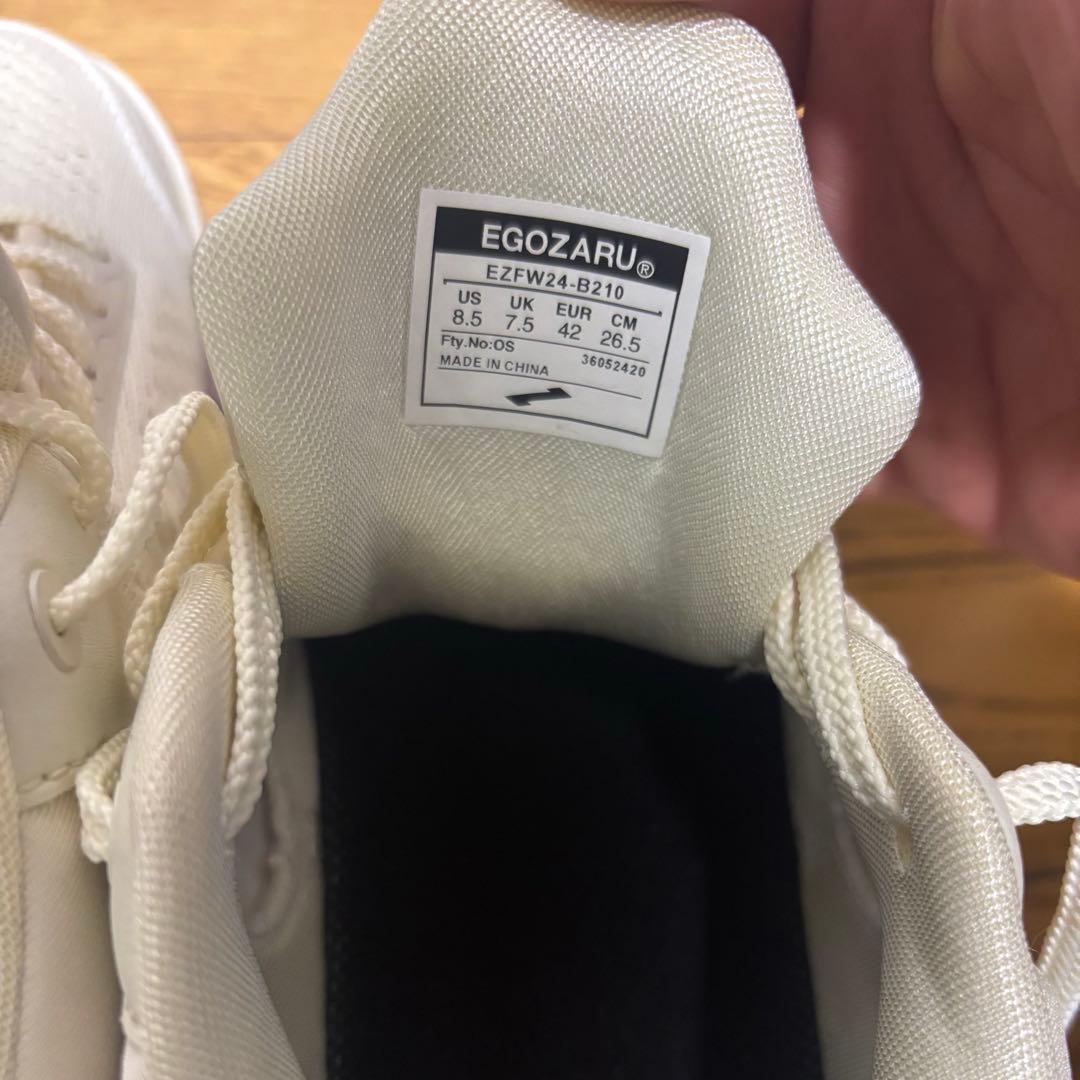 EGOZARU®
EZFW24-B210
US UK EUR CM
8.5 7.5 42 26.5
Fty.No:OS 36052420
MADE IN CHINA